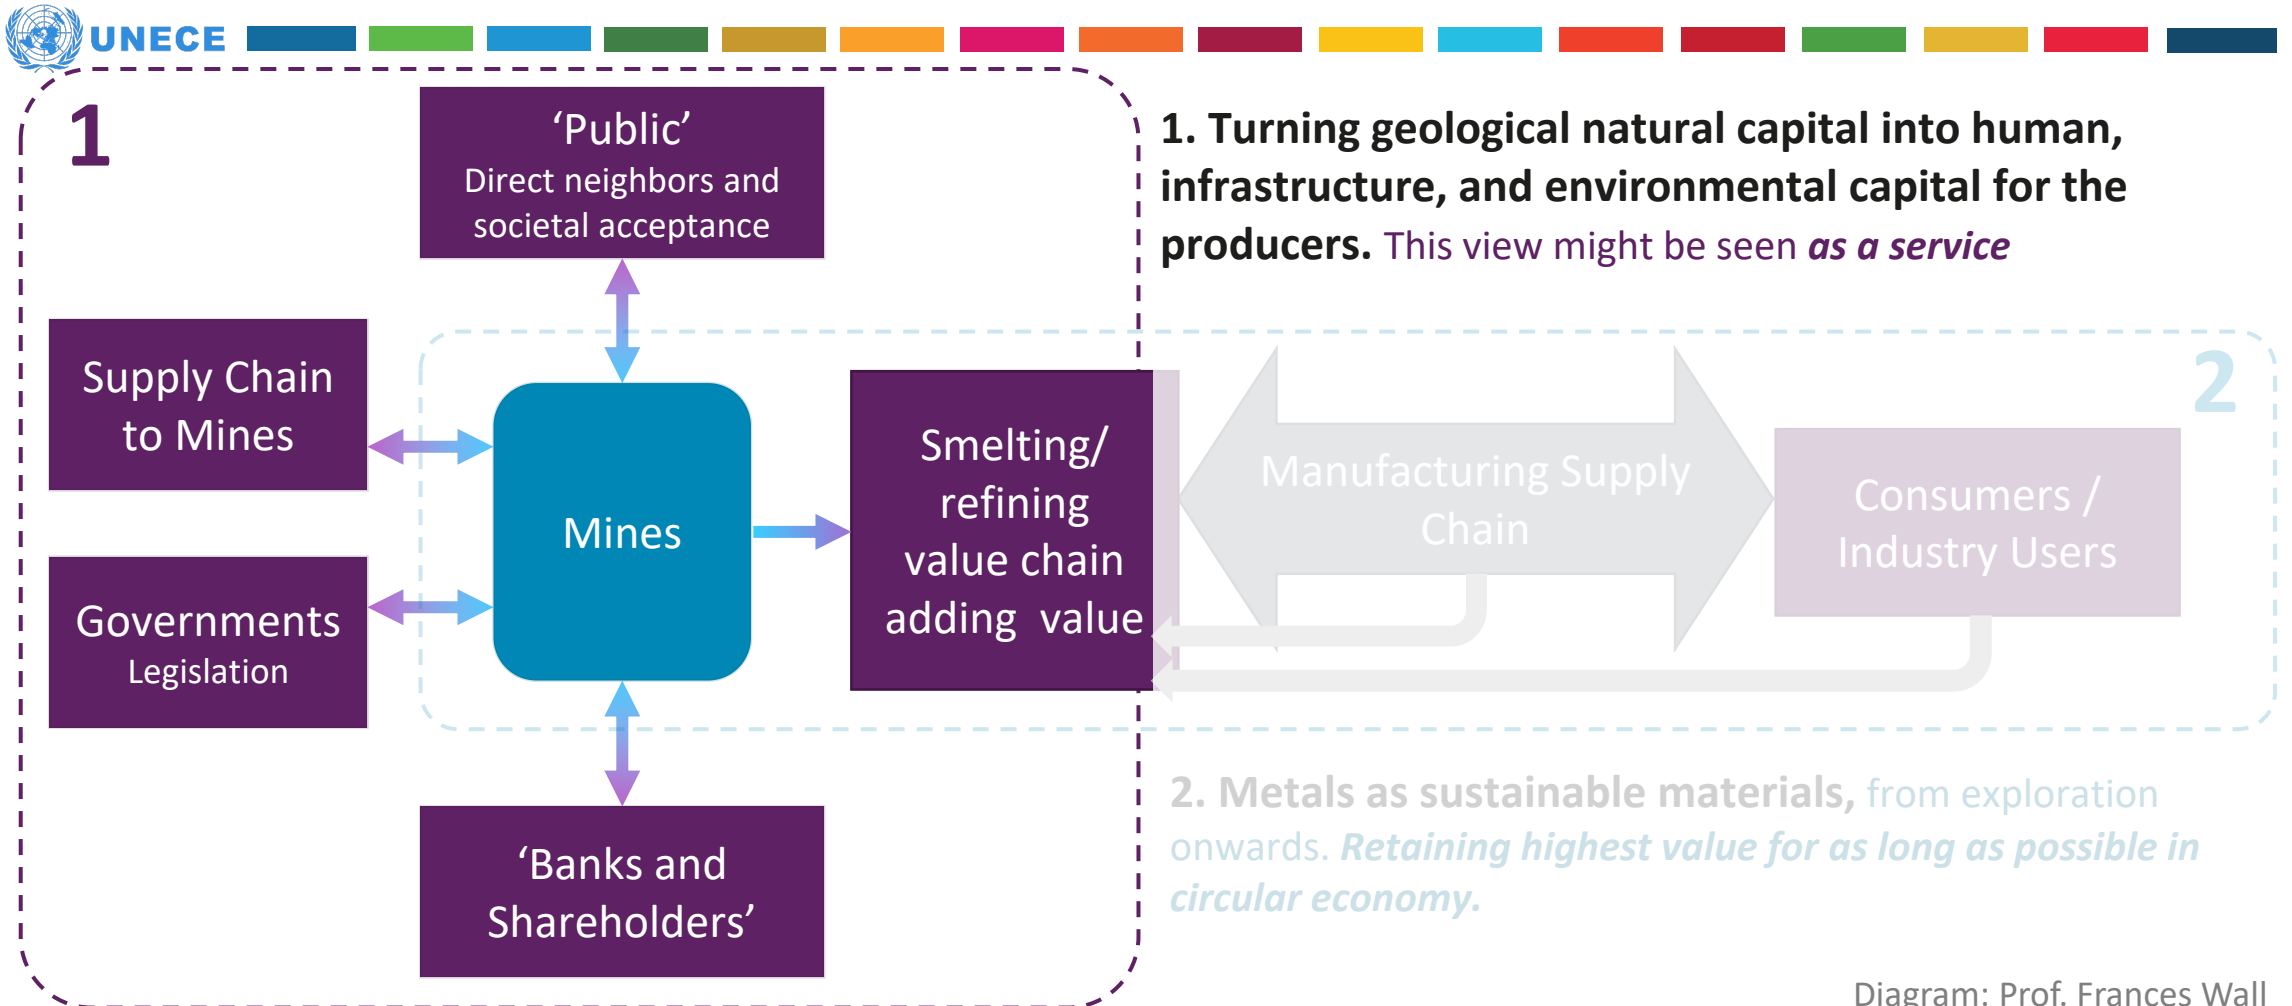 UNECE
1
‘Public’
Direct neighbors and
societal acceptance
1. Turning geological natural capital into human,
infrastructure, and environmental capital for the
producers. This view might be seen as a service
Supply Chain
to Mines
Governments
Legislation
Mines
Smelting/
refining
value chain
adding  value
Manufacturing Supply
Chain
Consumers /
Industry Users
2
‘Banks and
Shareholders’
2. Metals as sustainable materials, from exploration
onwards. Retaining highest value for as long as possible in
circular economy.
Diagram: Prof. Frances Wall